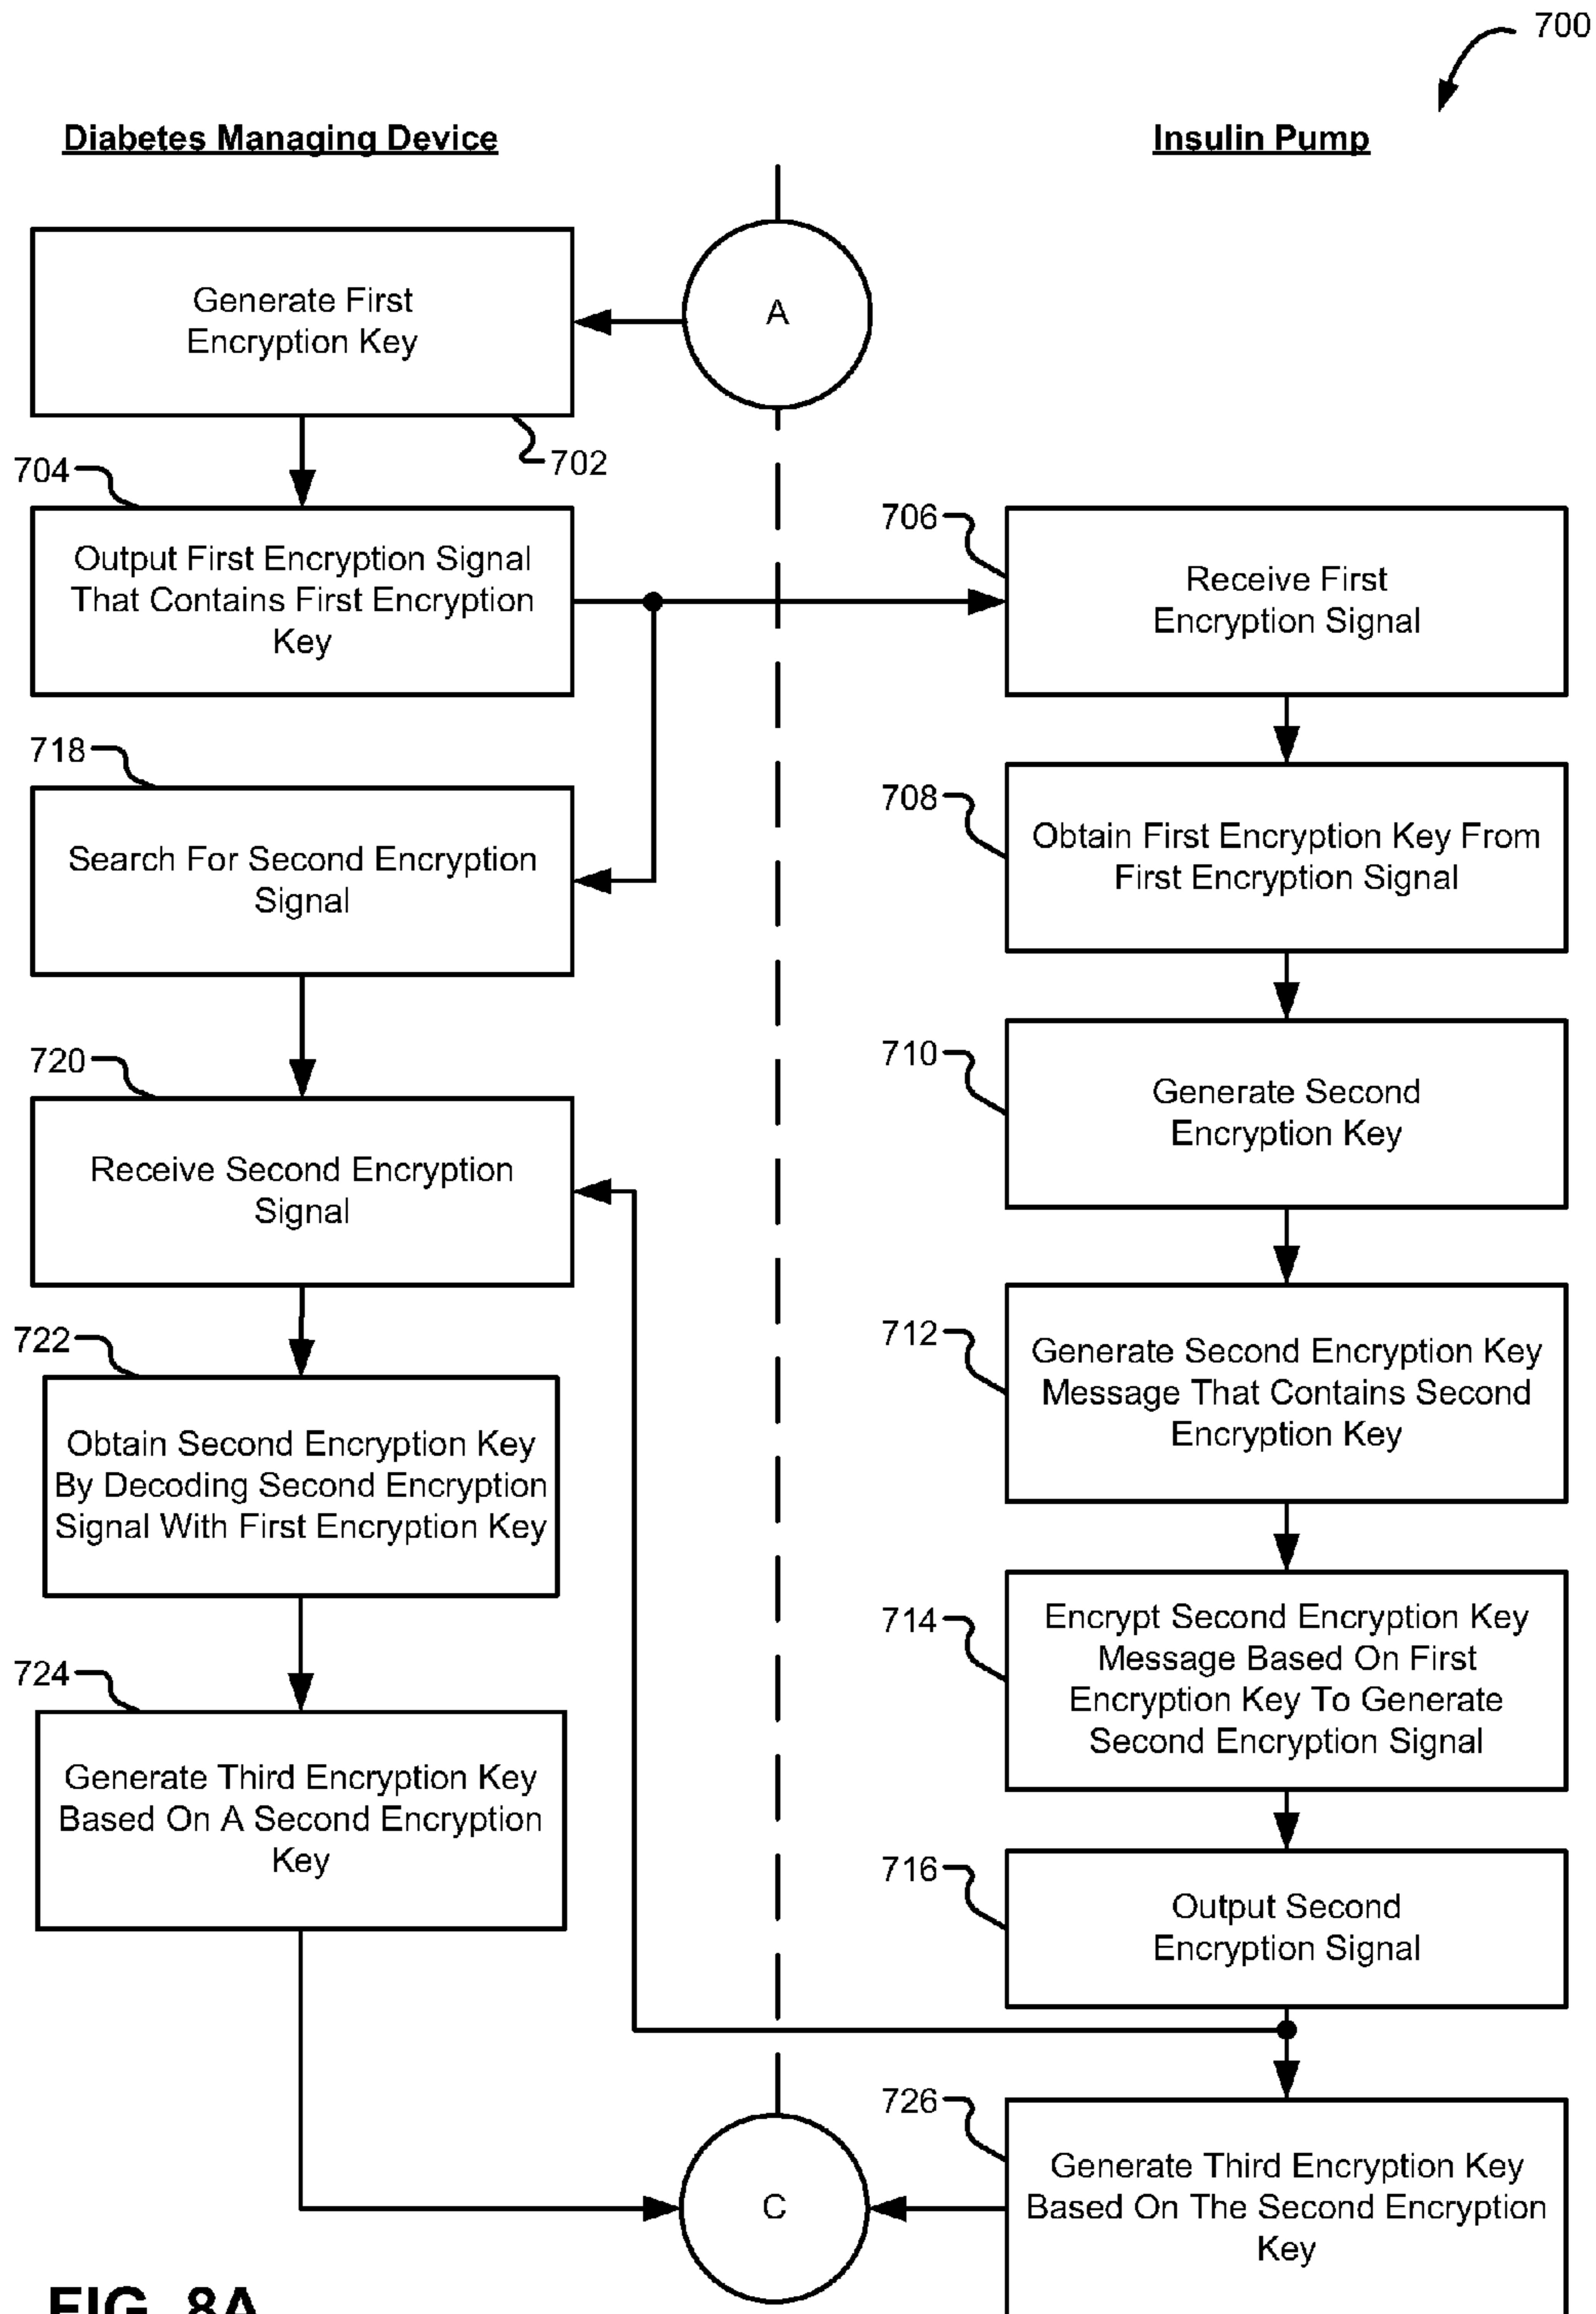 700
Diabetes Managing Device
Insulin Pump
A
Generate First
Encryption Key
702
704
Output First Encryption Signal
That Contains First Encryption
Key
706
Receive First
Encryption Signal
718
Search For Second Encryption
Signal
708
Obtain First Encryption Key From
First Encryption Signal
720
Receive Second Encryption
Signal
710
Generate Second
Encryption Key
722
Obtain Second Encryption Key
By Decoding Second Encryption
Signal With First Encryption Key
712
Generate Second Encryption Key
Message That Contains Second
Encryption Key
724
Generate Third Encryption Key
Based On A Second Encryption
Key
714
Encrypt Second Encryption Key
Message Based On First
Encryption Key To Generate
Second Encryption Signal
716
Output Second
Encryption Signal
726
Generate Third Encryption Key
Based On The Second Encryption
Key
C
FIG. 8A